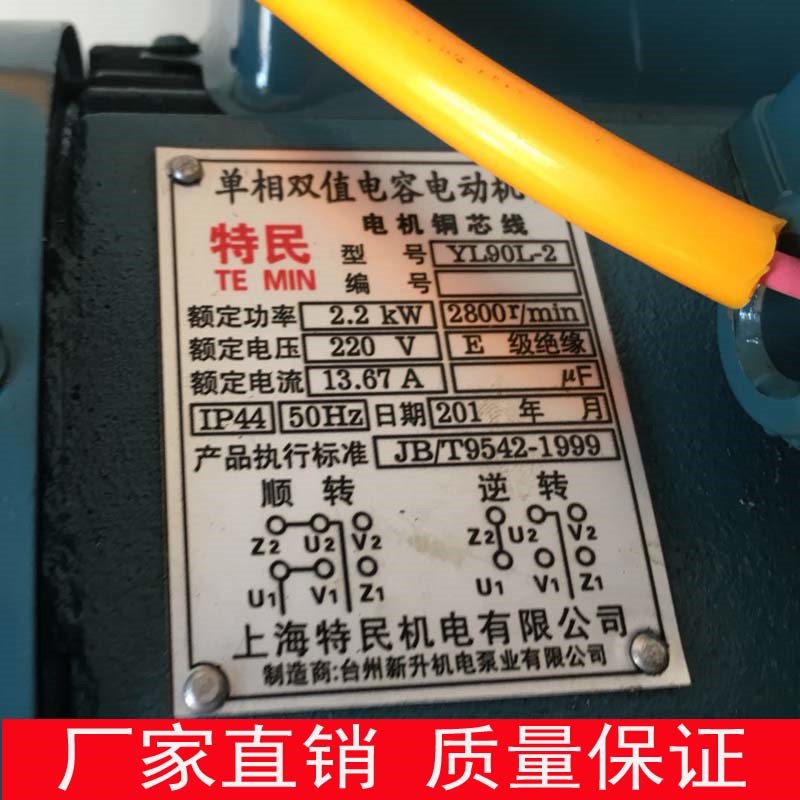 单相双值电容电动机
电机铜芯线
特民 型号 YL90L-2
TE MIN 编号
额定功率 2.2 kW 2800r/min
额定电压 220 V E 级绝缘
额定电流 13.67 A μF
IP44 50Hz 日期 201 年 月
产品执行标准 JB/T9542-1999
顺转 逆转
Z2 U2 V2 Z2 U2 V2
U1 V1 Z1 U1 V1 Z1
上海特民机电有限公司
制造商:台州新升机电泵业有限公司
厂家直销 质量保证